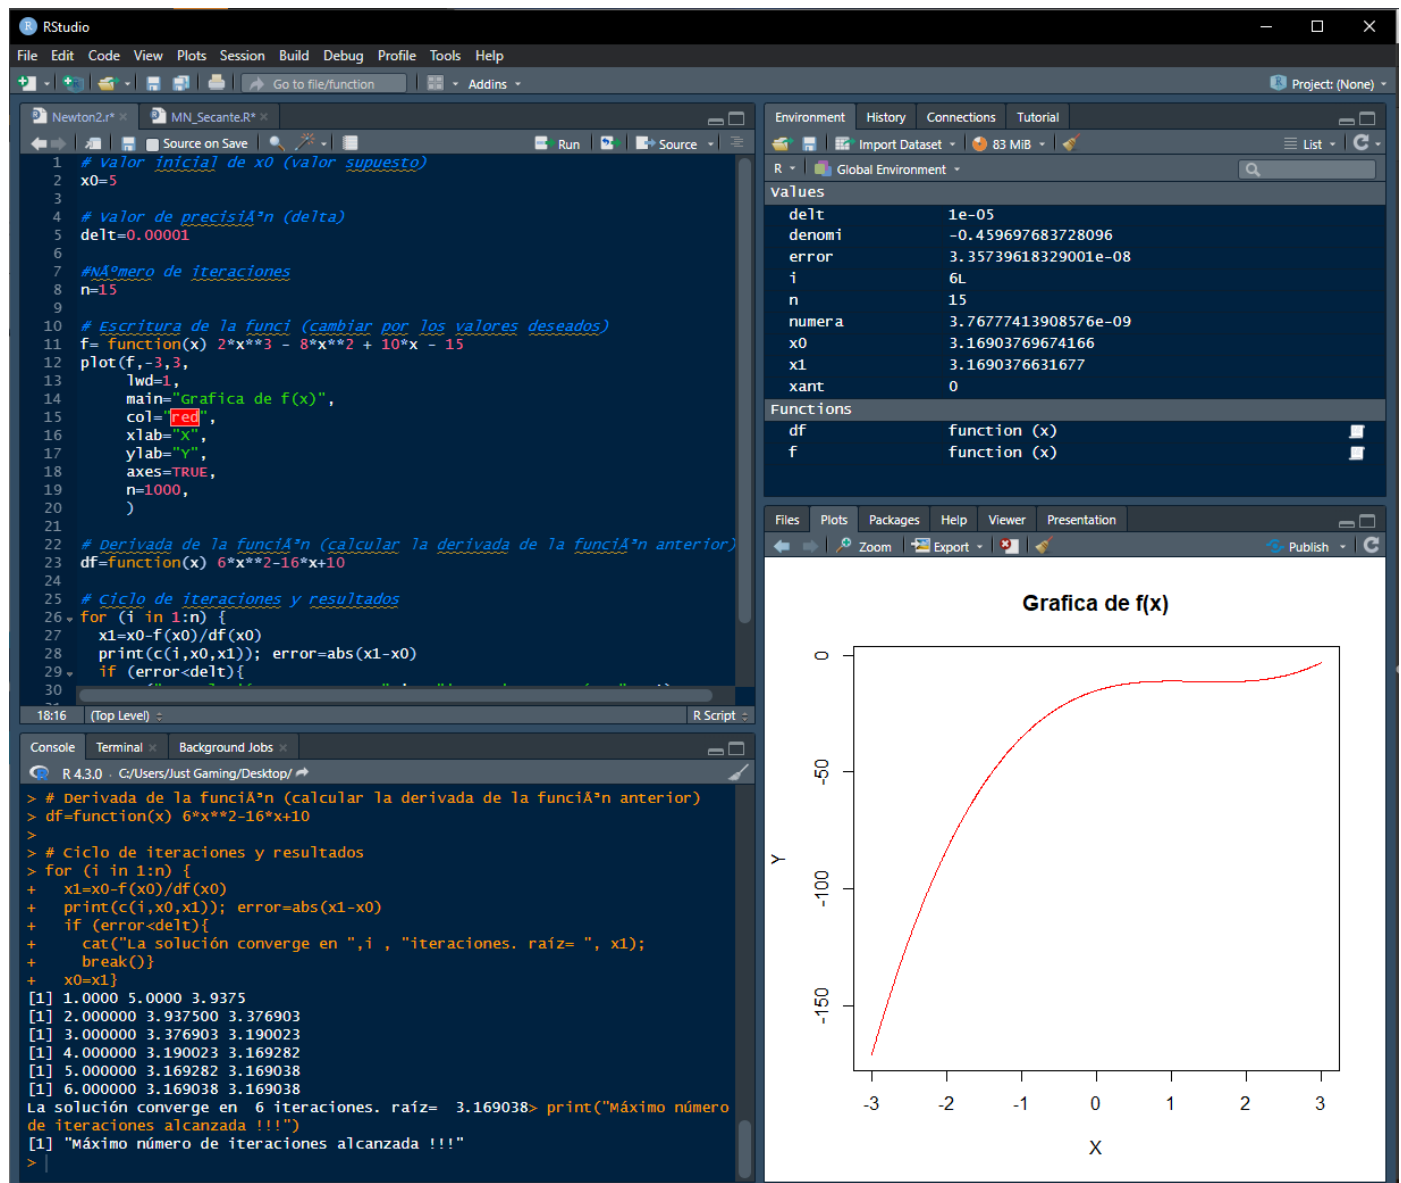 RStudio
File Edit Code View Plots Session Build Debug Profile Tools Help
Go to file/function Addins Project: (None)
Newton2.r* MN_Secante.R*
Source on Save Run Source
1 # Valor inicial de x0 (valor supuesto)
2 x0=5
3
4 # Valor de precisiÃ³n (delta)
5 delt=0.00001
6
7 #NÃºmero de iteraciones
8 n=15
9
10 # Escritura de la funci (cambiar por los valores deseados)
11 f= function(x) 2*x**3 - 8*x**2 + 10*x - 15
12 plot(f,-3,3,
13 lwd=1,
14 main="Grafica de f(x)",
15 col="red",
16 xlab="X",
17 ylab="Y",
18 axes=TRUE,
19 n=1000,
20 )
21
22 # Derivada de la funciÃ³n (calcular la derivada de la funciÃ³n anterior)
23 df=function(x) 6*x**2-16*x+10
24
25 # Ciclo de iteraciones y resultados
26 for (i in 1:n) {
27 x1=x0-f(x0)/df(x0)
28 print(c(i,x0,x1)); error=abs(x1-x0)
29 if (error<delt){
30
18:16 (Top Level) R Script
Console Terminal Background Jobs
R 4.3.0 · C:/Users/Just Gaming/Desktop/
> # Derivada de la funciÃ³n (calcular la derivada de la funciÃ³n anterior)
> df=function(x) 6*x**2-16*x+10
>
> # Ciclo de iteraciones y resultados
> for (i in 1:n) {
+ x1=x0-f(x0)/df(x0)
+ print(c(i,x0,x1)); error=abs(x1-x0)
+ if (error<delt){
+ cat("La solución converge en ",i , "iteraciones. raíz= ", x1);
+ break()}
+ x0=x1}
[1] 1.0000 5.0000 3.9375
[1] 2.000000 3.937500 3.376903
[1] 3.000000 3.376903 3.190023
[1] 4.000000 3.190023 3.169282
[1] 5.000000 3.169282 3.169038
[1] 6.000000 3.169038 3.169038
La solución converge en  6 iteraciones. raíz=  3.169038> print("Máximo número
de iteraciones alcanzada !!!")
[1] "Máximo número de iteraciones alcanzada !!!"
>
Environment History Connections Tutorial
Import Dataset 83 MiB List
R Global Environment
Values
delt 1e-05
denomi -0.459697683728096
error 3.35739618329001e-08
i 6L
n 15
numera 3.76777413908576e-09
x0 3.16903769674166
x1 3.1690376631677
xant 0
Functions
df function (x)
f function (x)
Files Plots Packages Help Viewer Presentation
Zoom Export Publish
Grafica de f(x)
0
-50
-100
-150
Y
-3 -2 -1 0 1 2 3
X